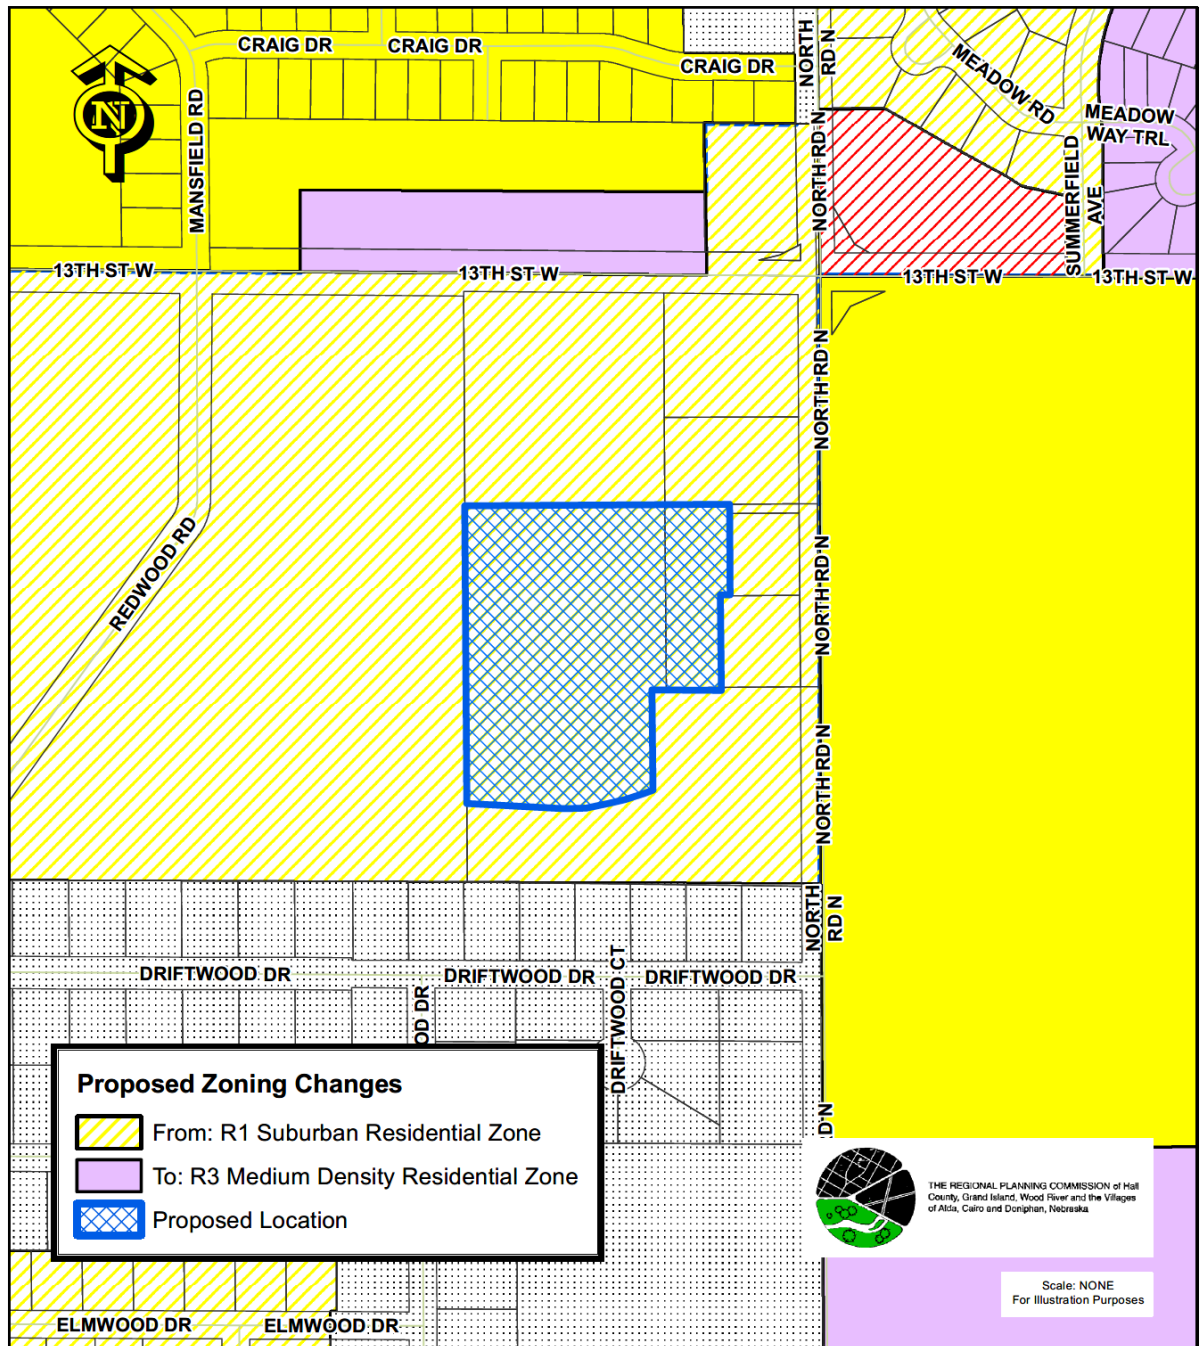 CRAIG DR
CRAIG DR
CRAIG DR
NORTH
RD N
MEADOW RD
MEADOW
WAY TRL
N
MANSFIELD RD
NORTH RD N
SUMMERFIELD
AVE
13TH ST W
13TH ST W
13TH ST W
13TH ST W
NORTH RD N
REDWOOD RD
NORTH RD N
NORTH RD N
NORTH
RD N
DRIFTWOOD DR
DRIFTWOOD DR
DRIFTWOOD CT
DRIFTWOOD DR
OD DR
D N
Proposed Zoning Changes
From: R1 Suburban Residential Zone
To: R3 Medium Density Residential Zone
Proposed Location
THE REGIONAL PLANNING COMMISSION of Hall
County, Grand Island, Wood River and the Villages
of Alda, Cairo and Doniphan, Nebraska
Scale: NONE
For Illustration Purposes
ELMWOOD DR
ELMWOOD DR